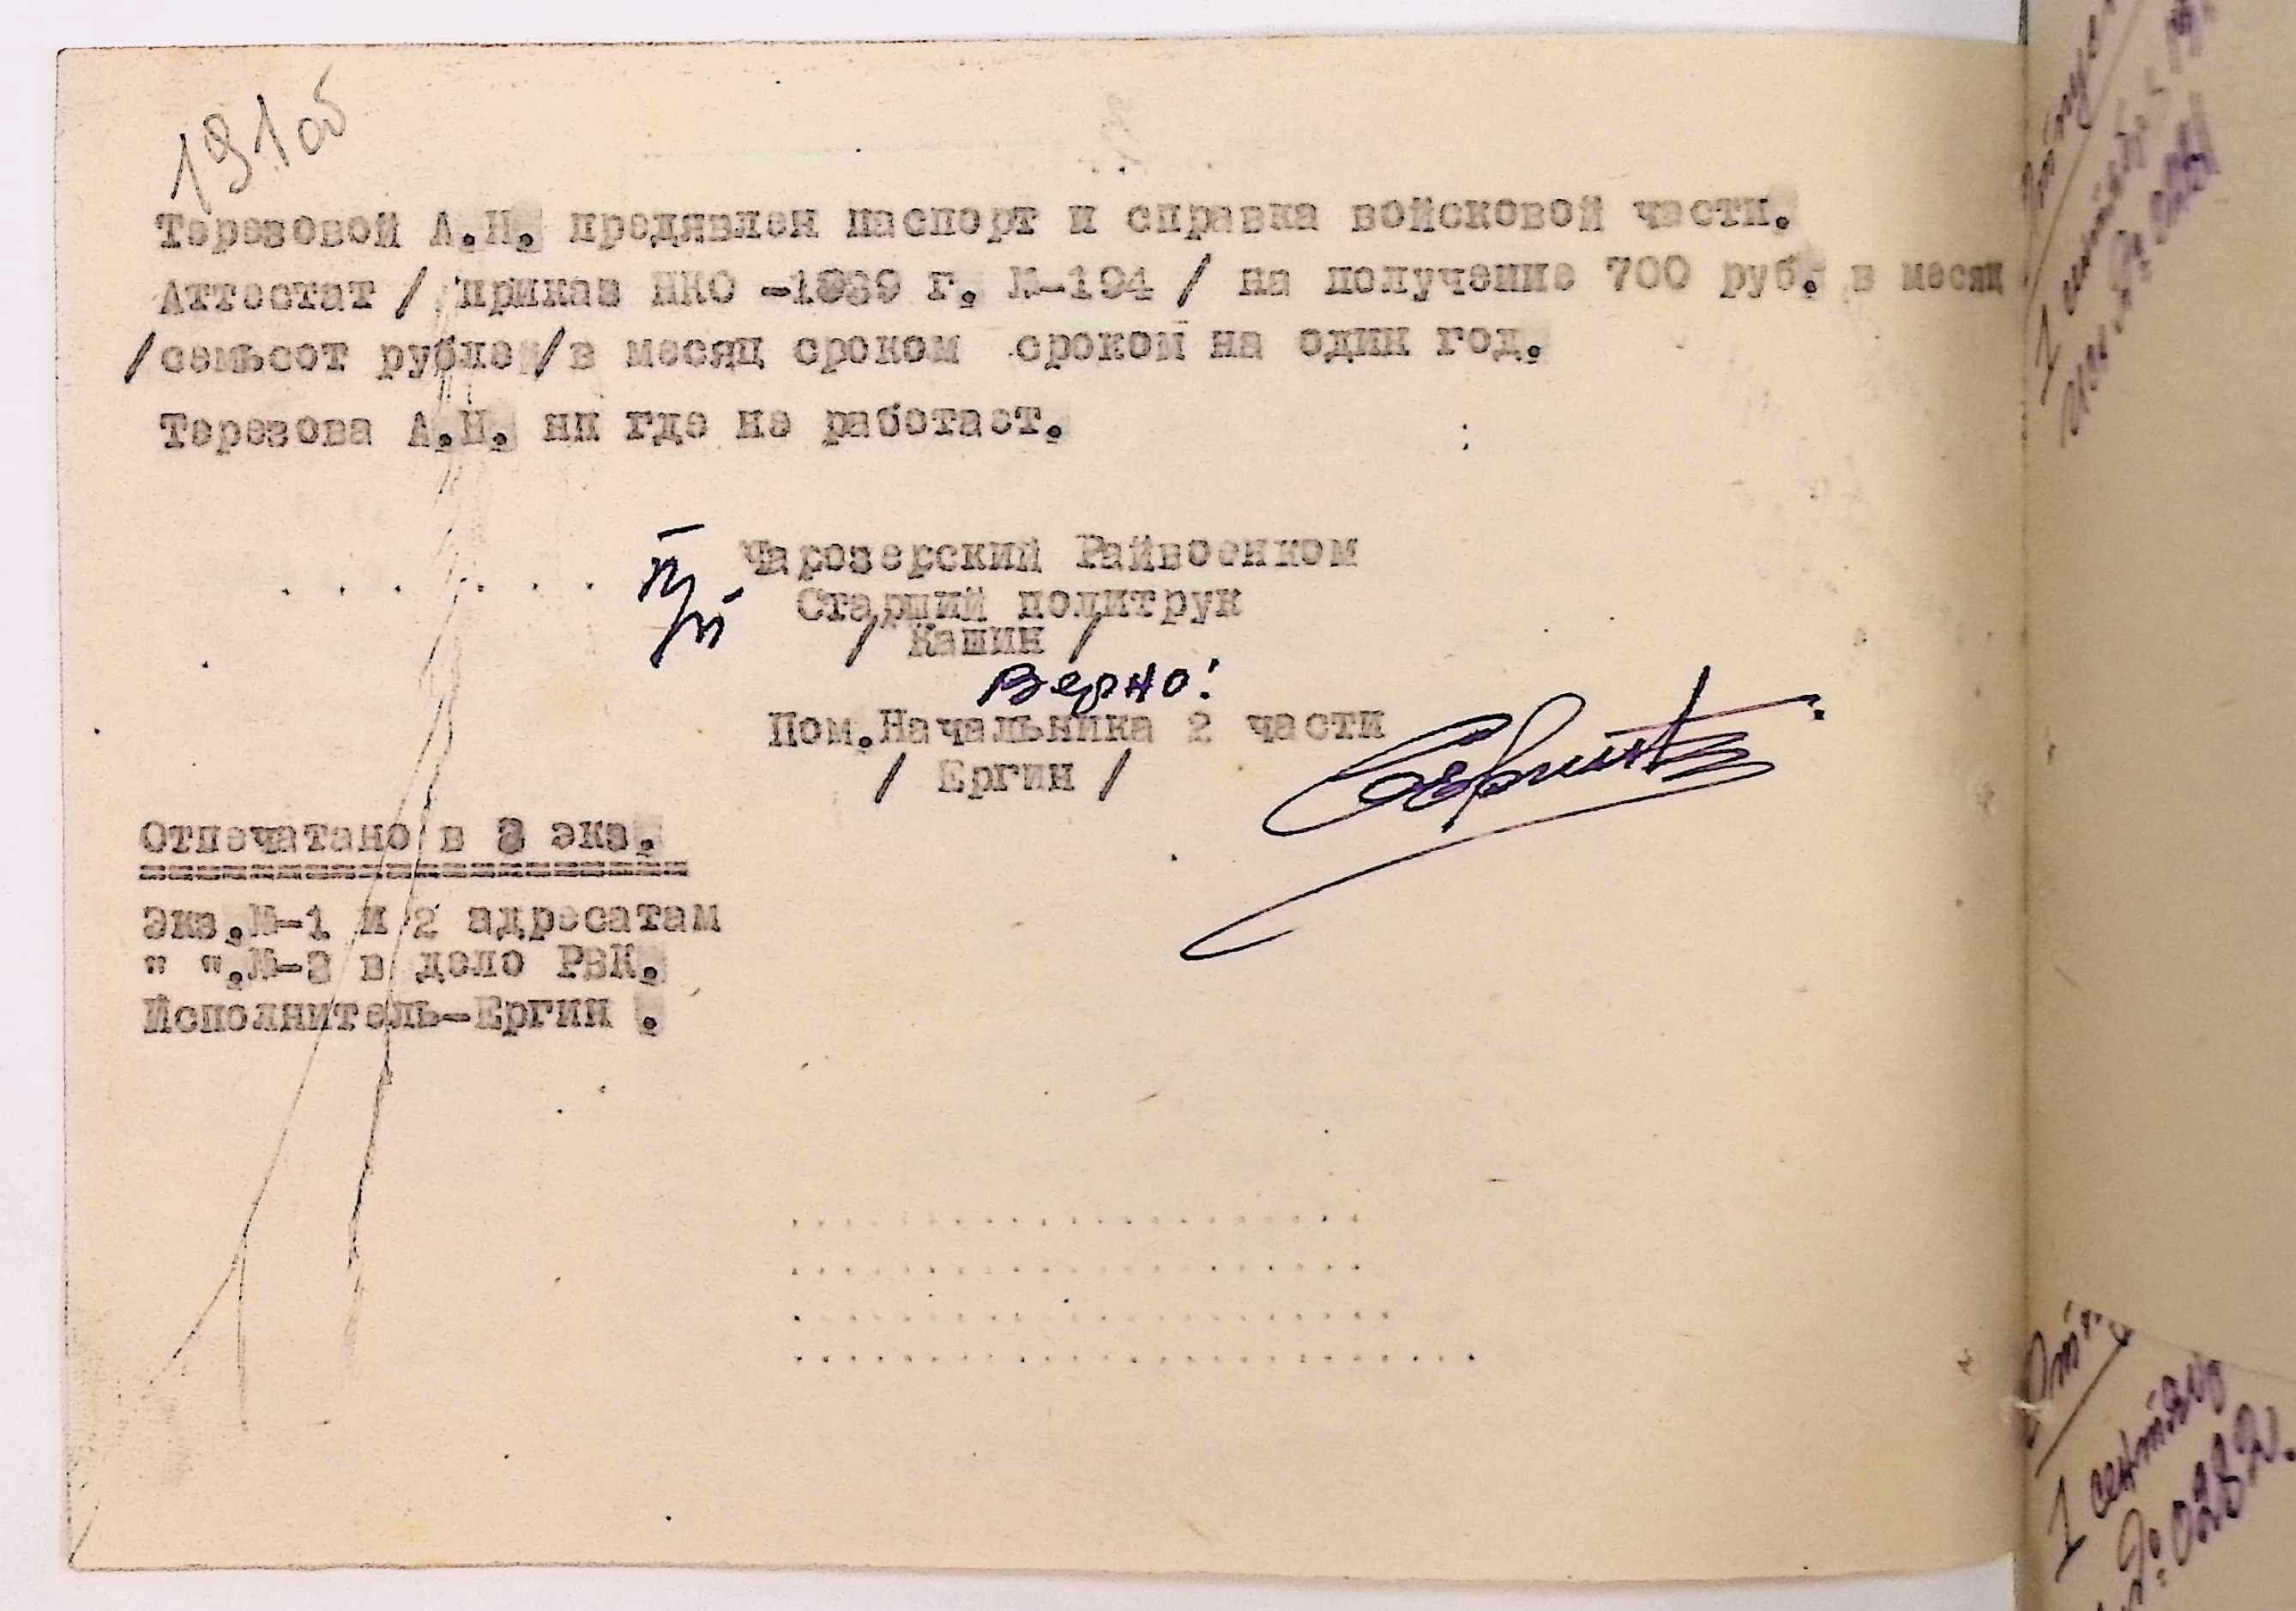 191об
Терезовой А.Н. предявлен паспорт и справка войсковой части.
Аттестат / приказ НКО -1939 г. №-194 / на получение 700 руб. в месяц
/семьсот рублей/в месяц сроком сроком на один год.
Терезова А.Н. ни где не работает.
п/п Чарозерский Райвоенком
Старший политрук
/ Кашин /
Верно!
Пом.Начальника 2 части
/ Ергин /
Отпечатано в 3 экз.
Экз.№-1 и 2 адресатам
" ".№-3 в дело РВК.
Исполнитель-Ергин .